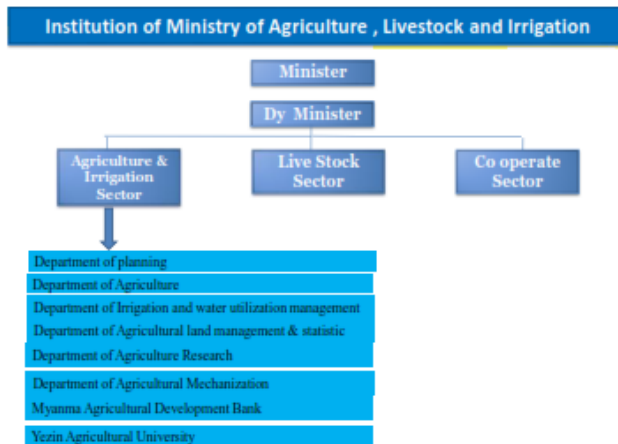 Institution of Ministry of Agriculture , Livestock and Irrigation
Minister
Dy Minister
Agriculture &
Irrigation
Sector
Live Stock
Sector
Co operate
Sector
Department of planning
Department of Agriculture
Department of Irrigation and water utilization management
Department of Agricultural land management & statistic
Department of Agriculture Research
Department of Agricultural Mechanization
Myanma Agricultural Development Bank
Yezin Agricultural University